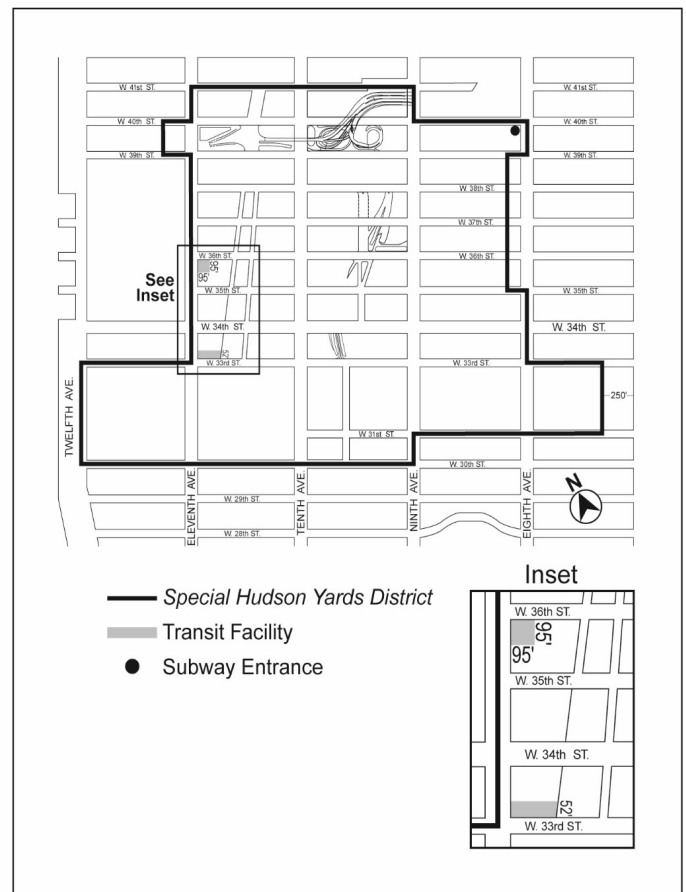 W. 41st ST.
W. 41st ST.
W. 40th ST.
W. 40th ST.
W. 39th ST.
W. 39th ST.
W. 38th ST.
W. 37th ST.
W. 36th ST.
W. 36th ST.
See
Inset
95'
95'
W. 35th ST.
W. 35th ST.
W. 34th ST.
W. 34th ST.
52'
W. 33rd ST.
W. 33rd ST.
TWELFTH AVE.
250'
W. 31st ST.
W. 30th ST.
ELEVENTH AVE.
TENTH AVE.
NINTH AVE.
EIGHTH AVE.
N
W. 29th ST.
W. 28th ST.
Special Hudson Yards District
Transit Facility
Subway Entrance
Inset
W. 36th ST.
95'
95'
W. 35th ST.
W. 34th ST.
52'
W. 33rd ST.